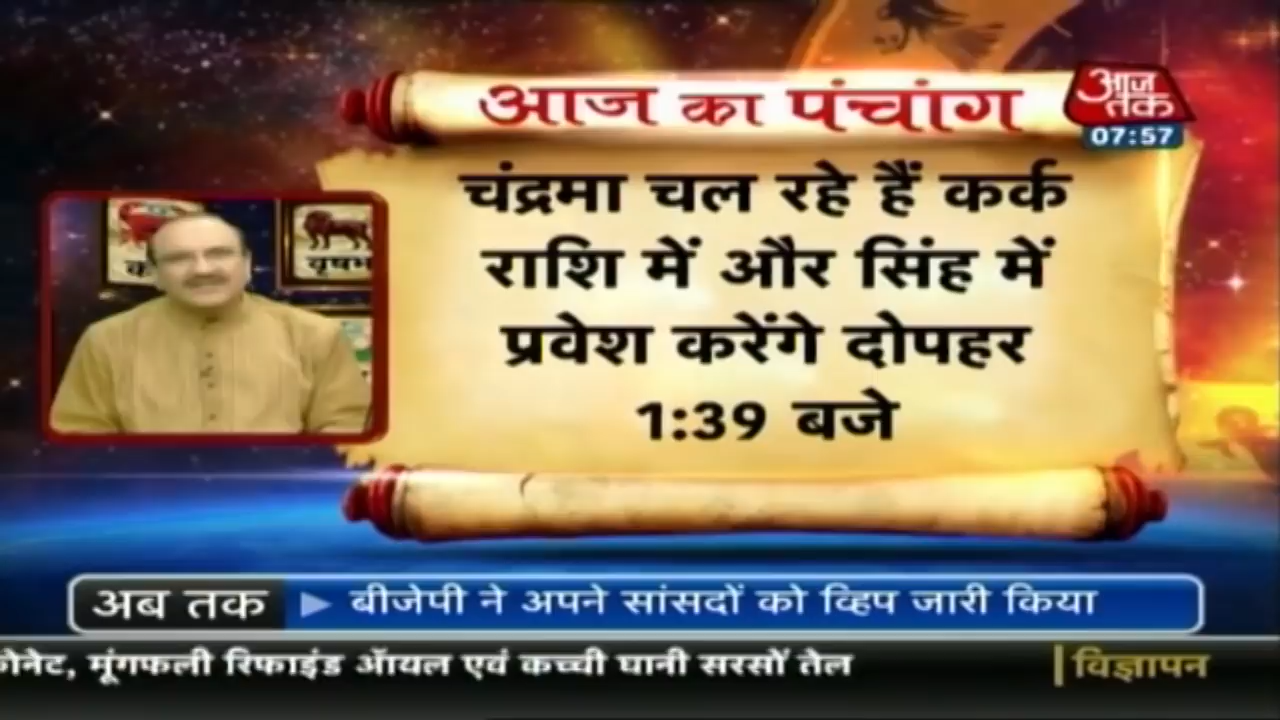 आज का पंचांग
आज
तक
07:57
चंद्रमा चल रहे हैं कर्क
राशि में और सिंह में
प्रवेश करेंगे दोपहर
1:39 बजे
वृषभ
अब तक
बीजेपी ने अपने सांसदों को व्हिप जारी किया
मूंगफली रिफाइंड ऑयल एवं कच्ची घानी सरसों तेल
विज्ञापन